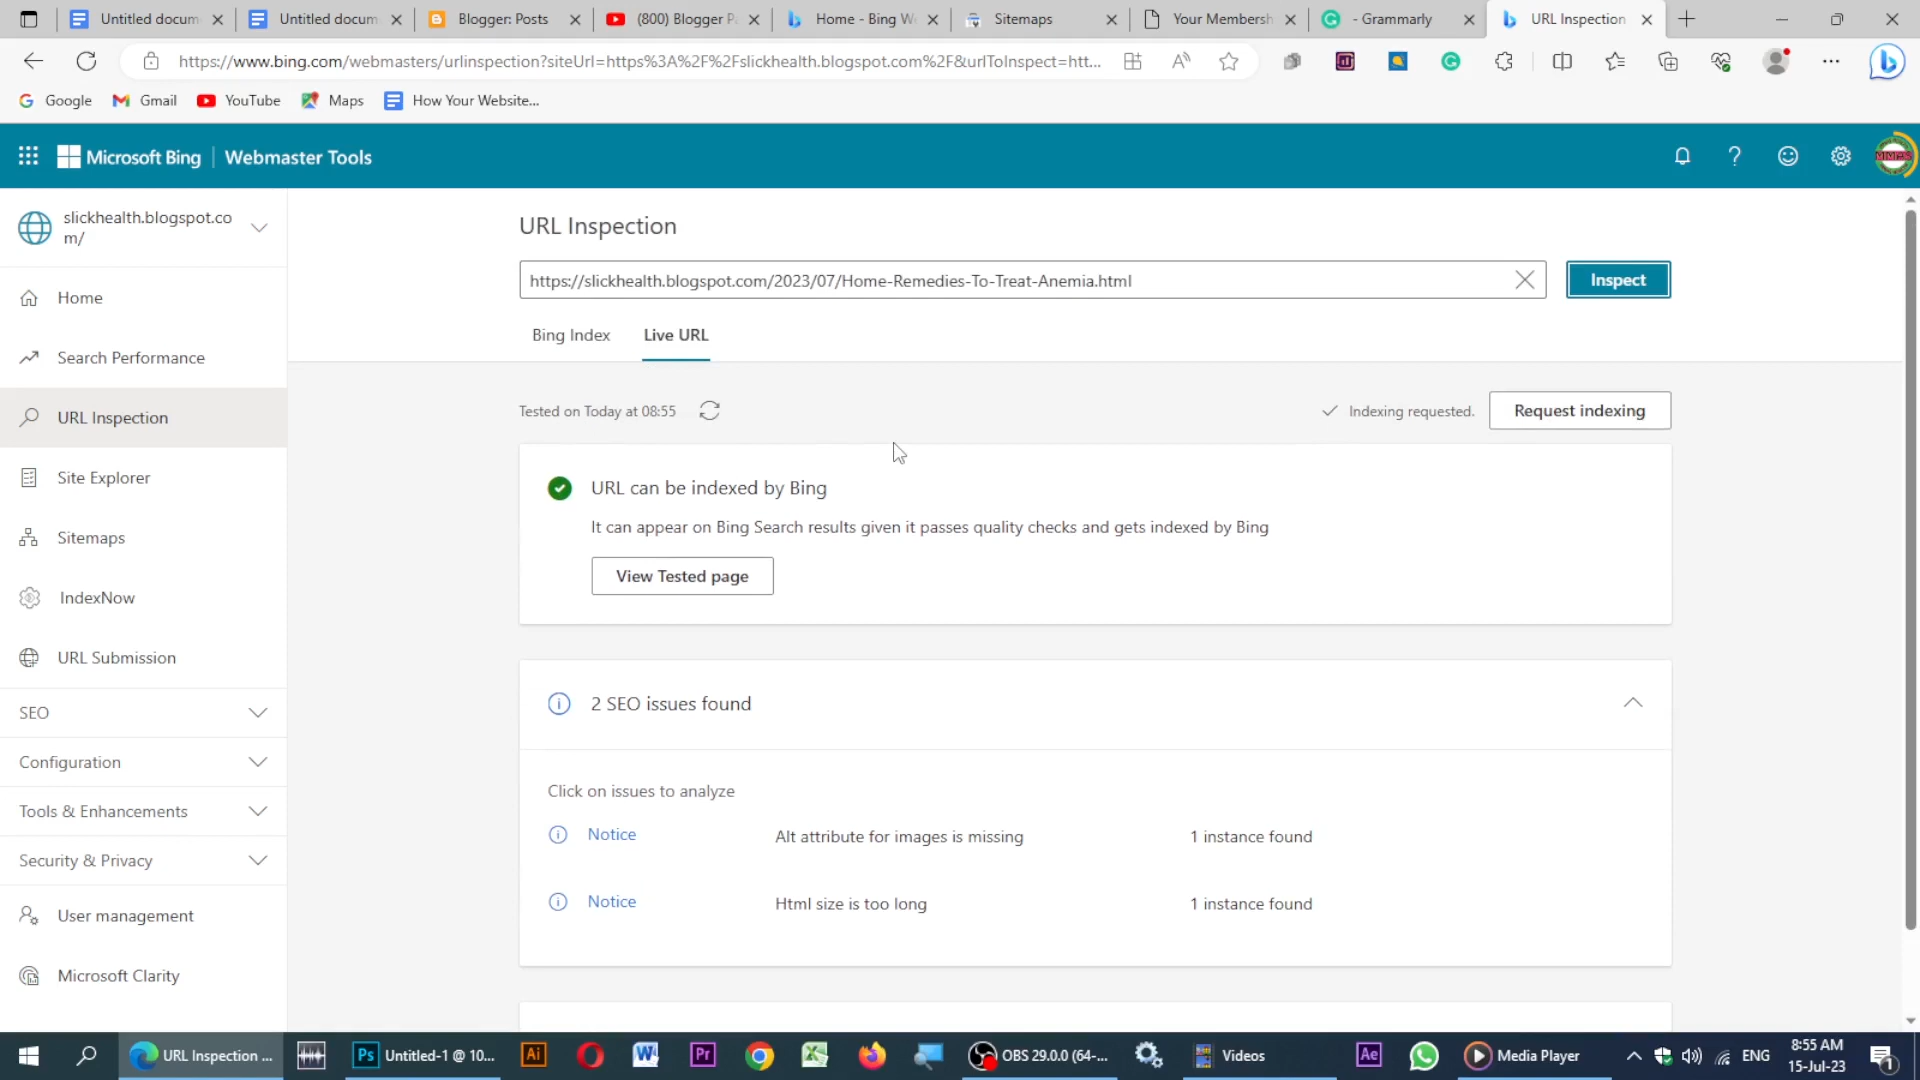 Untitled docum
Untitled docum
Blogger: Posts
(800) Blogger P
Home - Bing W
Sitemaps
Your Membersh
- Grammarly
URL Inspection
https://www.bing.com/webmasters/urlinspection?siteUrl=https%3A%2F%2Fslickhealth.blogspot.com%2F&urlToInspect=htt...
Google
Gmail
YouTube
Maps
How Your Website...
Microsoft Bing
Webmaster Tools
MMPS
slickhealth.blogspot.co
m/
Home
Search Performance
URL Inspection
Site Explorer
Sitemaps
IndexNow
URL Submission
SEO
Configuration
Tools & Enhancements
Security & Privacy
User management
Microsoft Clarity
URL Inspection
https://slickhealth.blogspot.com/2023/07/Home-Remedies-To-Treat-Anemia.html
Inspect
Bing Index
Live URL
Tested on Today at 08:55
Indexing requested.
Request indexing
URL can be indexed by Bing
It can appear on Bing Search results given it passes quality checks and gets indexed by Bing
View Tested page
2 SEO issues found
Click on issues to analyze
Notice
Alt attribute for images is missing
1 instance found
Notice
Html size is too long
1 instance found
URL Inspection ...
Ps
Untitled-1 @ 10...
Ai
Pr
OBS 29.0.0 (64-...
Videos
Ae
Media Player
ENG
8:55 AM
15-Jul-23
1